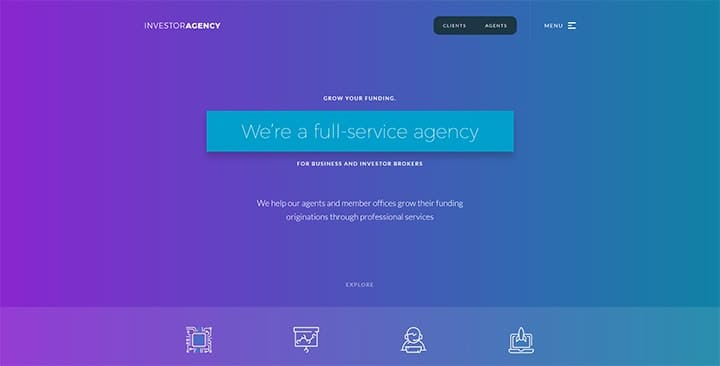 INVESTORAGENCY
CLIENTS AGENTS
MENU
GROW YOUR FUNDING.
We're a full-service agency
FOR BUSINESS AND INVESTOR BROKERS
We help our agents and member offices grow their funding
originations through professional services
EXPLORE